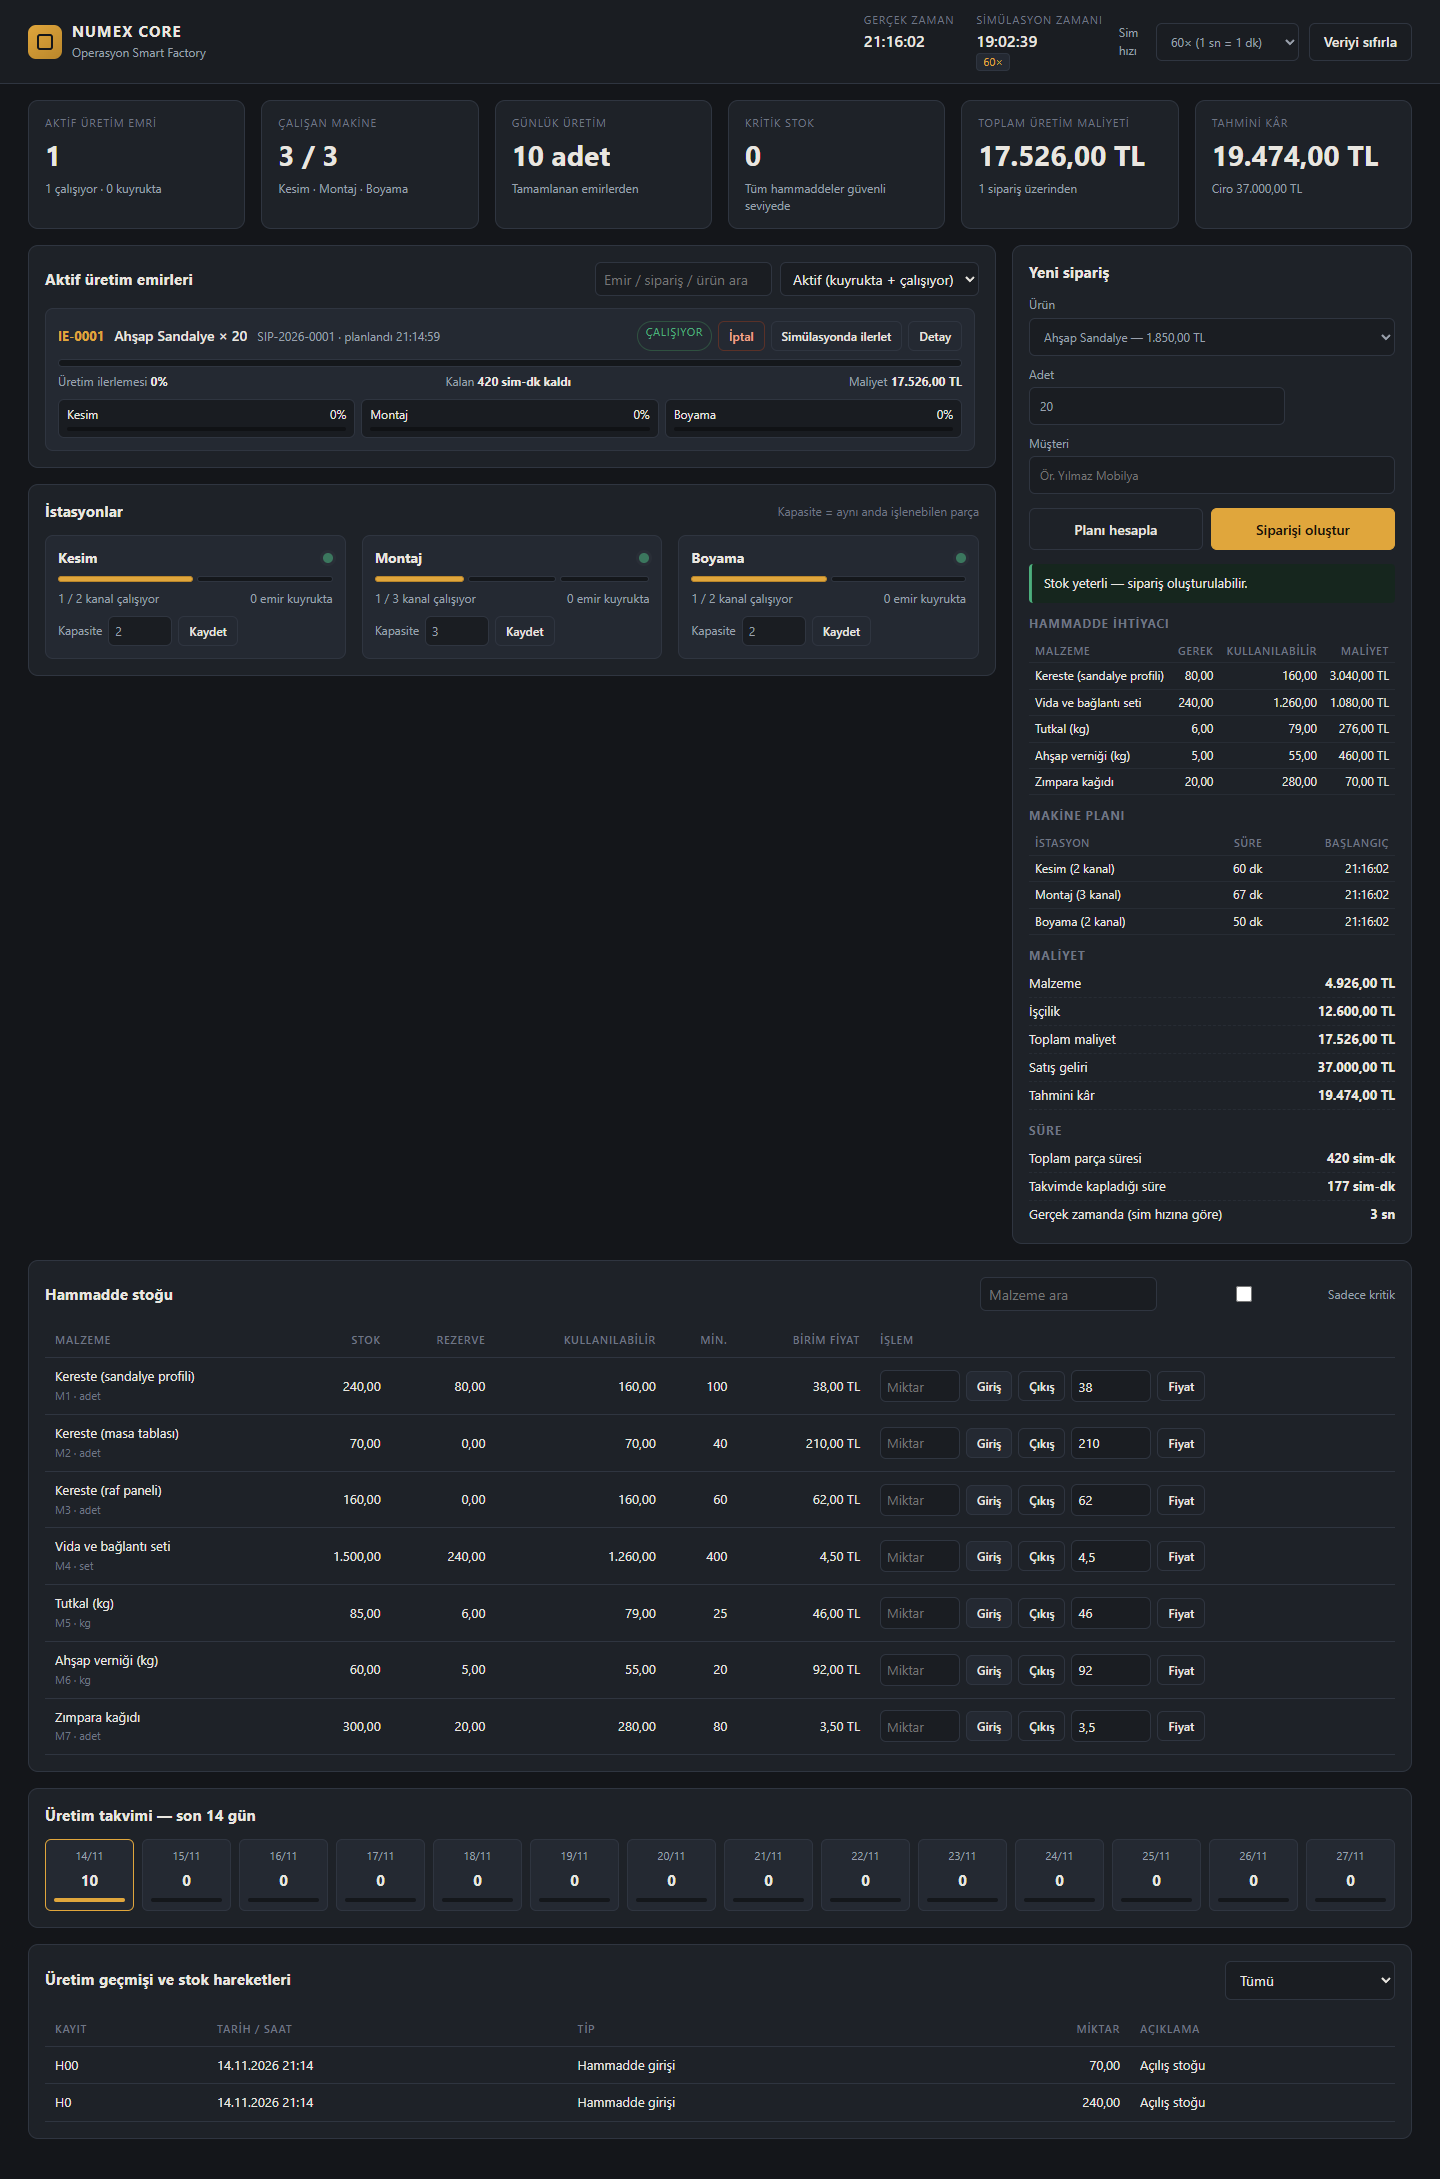 NUMEX CORE
Operasyon Smart Factory
GERÇEK ZAMAN
21:16:02
SİMÜLASYON ZAMANI
19:02:39
60×
Sim hızı
60× (1 sn = 1 dk)
Veriyi sıfırla
AKTİF ÜRETİM EMRİ
1
1 çalışıyor · 0 kuyrukta
ÇALIŞAN MAKİNE
3 / 3
Kesim · Montaj · Boyama
GÜNLÜK ÜRETİM
10 adet
Tamamlanan emirlerden
KRİTİK STOK
0
Tüm hammaddeler güvenli
seviyede
TOPLAM ÜRETİM MALİYETİ
17.526,00 TL
1 sipariş üzerinden
TAHMİNİ KÂR
19.474,00 TL
Ciro 37.000,00 TL
Aktif üretim emirleri
Emir / sipariş / ürün ara
Aktif (kuyrukta + çalışıyor)
IE-0001 Ahşap Sandalye × 20 SIP-2026-0001 · planlandı 21:14:59
ÇALIŞIYOR
İptal
Simülasyonda ilerlet
Detay
Üretim ilerlemesi 0%
Kalan 420 sim-dk kaldı
Maliyet 17.526,00 TL
Kesim 0%
Montaj 0%
Boyama 0%
İstasyonlar
Kapasite = aynı anda işlenebilen parça
Kesim
1 / 2 kanal çalışıyor 0 emir kuyrukta
Kapasite 2 Kaydet
Montaj
1 / 3 kanal çalışıyor 0 emir kuyrukta
Kapasite 3 Kaydet
Boyama
1 / 2 kanal çalışıyor 0 emir kuyrukta
Kapasite 2 Kaydet
Yeni sipariş
Ürün
Ahşap Sandalye — 1.850,00 TL
Adet
20
Müşteri
Ör. Yılmaz Mobilya
Planı hesapla
Siparişi oluştur
Stok yeterli — sipariş oluşturulabilir.
HAMMADDE İHTİYACI
MALZEME GEREK KULLANILABİLİR MALİYET
Kereste (sandalye profili) 80,00 160,00 3.040,00 TL
Vida ve bağlantı seti 240,00 1.260,00 1.080,00 TL
Tutkal (kg) 6,00 79,00 276,00 TL
Ahşap verniği (kg) 5,00 55,00 460,00 TL
Zımpara kağıdı 20,00 280,00 70,00 TL
MAKİNE PLANI
İSTASYON SÜRE BAŞLANGIÇ
Kesim (2 kanal) 60 dk 21:16:02
Montaj (3 kanal) 67 dk 21:16:02
Boyama (2 kanal) 50 dk 21:16:02
MALİYET
Malzeme 4.926,00 TL
İşçilik 12.600,00 TL
Toplam maliyet 17.526,00 TL
Satış geliri 37.000,00 TL
Tahmini kâr 19.474,00 TL
SÜRE
Toplam parça süresi 420 sim-dk
Takvimde kapladığı süre 177 sim-dk
Gerçek zamanda (sim hızına göre) 3 sn
Hammadde stoğu
Malzeme ara
Sadece kritik
MALZEME STOK REZERVE KULLANILABİLİR MİN. BİRİM FİYAT İŞLEM
Kereste (sandalye profili) 240,00 80,00 160,00 100 38,00 TL Miktar Giriş Çıkış 38 Fiyat
M1 · adet
Kereste (masa tablası) 70,00 0,00 70,00 40 210,00 TL Miktar Giriş Çıkış 210 Fiyat
M2 · adet
Kereste (raf paneli) 160,00 0,00 160,00 60 62,00 TL Miktar Giriş Çıkış 62 Fiyat
M3 · adet
Vida ve bağlantı seti 1.500,00 240,00 1.260,00 400 4,50 TL Miktar Giriş Çıkış 4,5 Fiyat
M4 · set
Tutkal (kg) 85,00 6,00 79,00 25 46,00 TL Miktar Giriş Çıkış 46 Fiyat
M5 · kg
Ahşap verniği (kg) 60,00 5,00 55,00 20 92,00 TL Miktar Giriş Çıkış 92 Fiyat
M6 · kg
Zımpara kağıdı 300,00 20,00 280,00 80 3,50 TL Miktar Giriş Çıkış 3,5 Fiyat
M7 · adet
Üretim takvimi — son 14 gün
14/11 15/11 16/11 17/11 18/11 19/11 20/11 21/11 22/11 23/11 24/11 25/11 26/11 27/11
10 0 0 0 0 0 0 0 0 0 0 0 0 0
Üretim geçmişi ve stok hareketleri
Tümü
KAYIT TARİH / SAAT TİP MİKTAR AÇIKLAMA
H00 14.11.2026 21:14 Hammadde girişi 70,00 Açılış stoğu
H0 14.11.2026 21:14 Hammadde girişi 240,00 Açılış stoğu